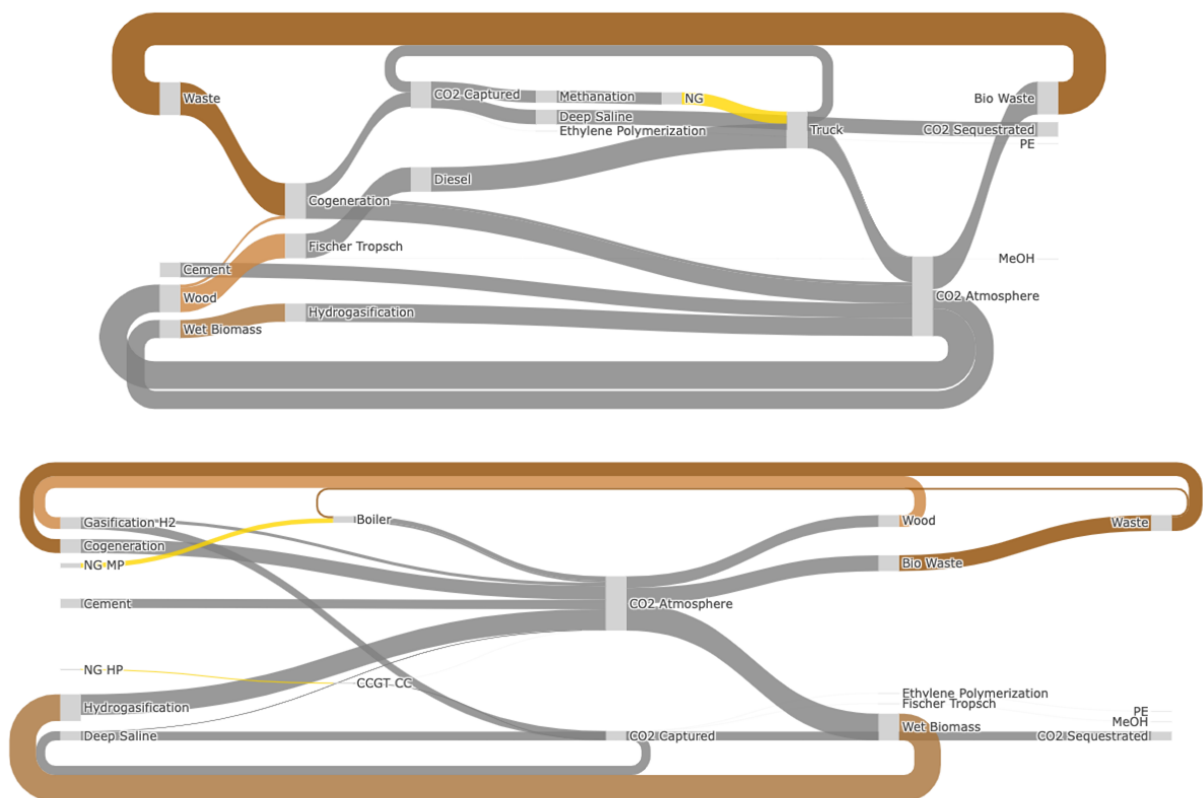 Waste
CO2 Captured
Methanation
NG
Bio Waste
Deep Saline
Ethylene Polymerization
Truck
CO2 Sequestrated
PE
Diesel
Cogeneration
Fischer Tropsch
MeOH
Cement
Wood
CO2 Atmosphere
Hydrogasification
Wet Biomass
Gasification H2
Boiler
Wood
Waste
Cogeneration
NG MP
Bio Waste
Cement
CO2 Atmosphere
NG HP
CCGT CC
Ethylene Polymerization
Fischer Tropsch
Hydrogasification
PE
MeOH
Wet Biomass
Deep Saline
CO2 Captured
CO2 Sequestrated